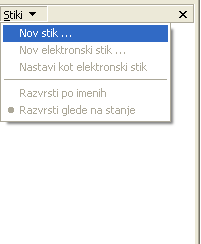 Stiki
Nov stik ...
Nov elektronski stik ...
Nastavi kot elektronski stik
Razvrsti po imenih
Razvrsti glede na stanje